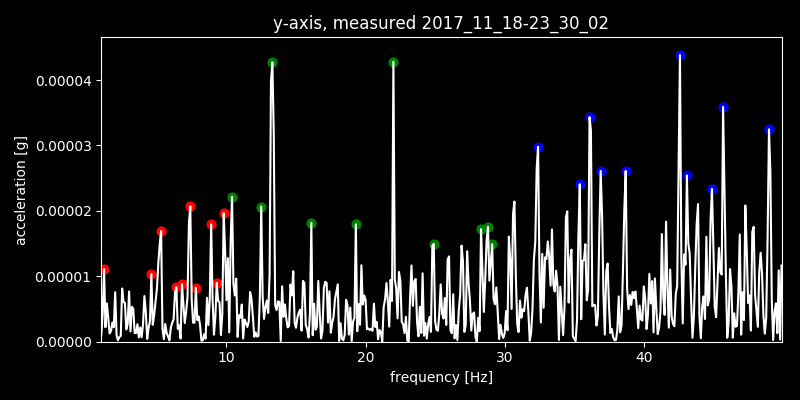 y-axis, measured 2017_11_18-23_30_02
acceleration [g]
0.00004
0.00003
0.00002
0.00001
0.00000
10 20 30 40
frequency [Hz]